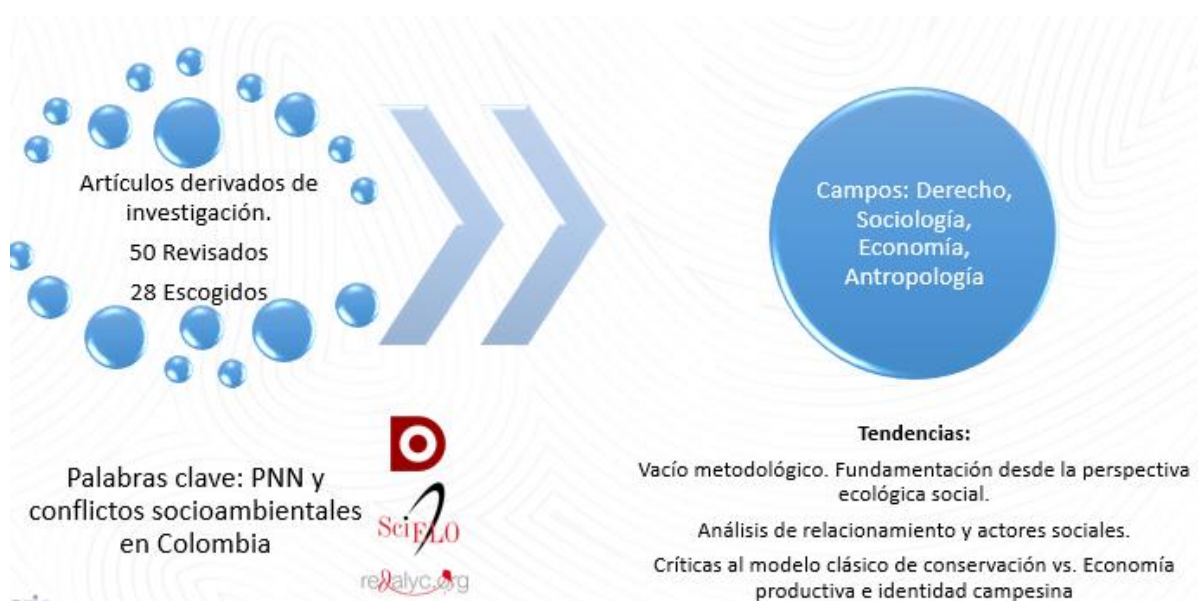 Artículos derivados de
investigación.
50 Revisados
28 Escogidos
Campos: Derecho,
Sociología,
Economía,
Antropología
Palabras clave: PNN y
conflictos socioambientales
en Colombia
SciELO
redalyc.org
Tendencias:
Vacío metodológico. Fundamentación desde la perspectiva
ecológica social.
Análisis de relacionamiento y actores sociales.
Críticas al modelo clásico de conservación vs. Economía
productiva e identidad campesina